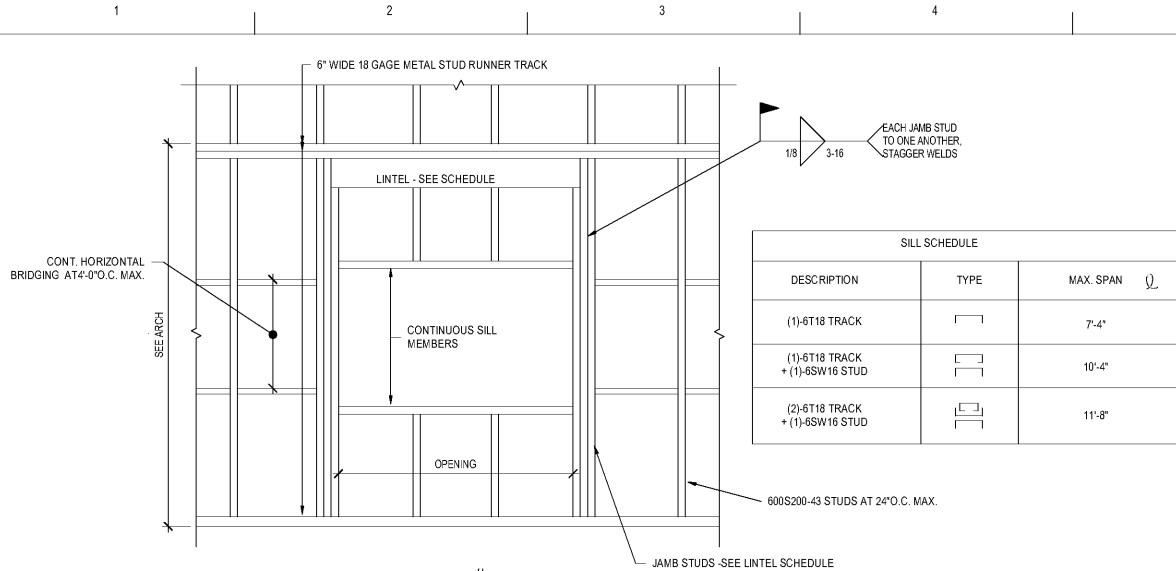 1
2
3
4
6" WIDE 18 GAGE METAL STUD RUNNER TRACK
EACH JAMB STUD
TO ONE ANOTHER,
STAGGER WELDS
1/8
3-16
LINTEL - SEE SCHEDULE
CONT. HORIZONTAL
BRIDGING AT4'-0"O.C. MAX.
SEE ARCH
CONTINUOUS SILL
MEMBERS
OPENING
SILL SCHEDULE
DESCRIPTION TYPE MAX. SPAN
(1)-6T18 TRACK 7'-4"
(1)-6T18 TRACK
+ (1)-6SW16 STUD 10'-4"
(2)-6T18 TRACK
+ (1)-6SW16 STUD 11'-8"
600S200-43 STUDS AT 24"O.C. MAX.
JAMB STUDS -SEE LINTEL SCHEDULE